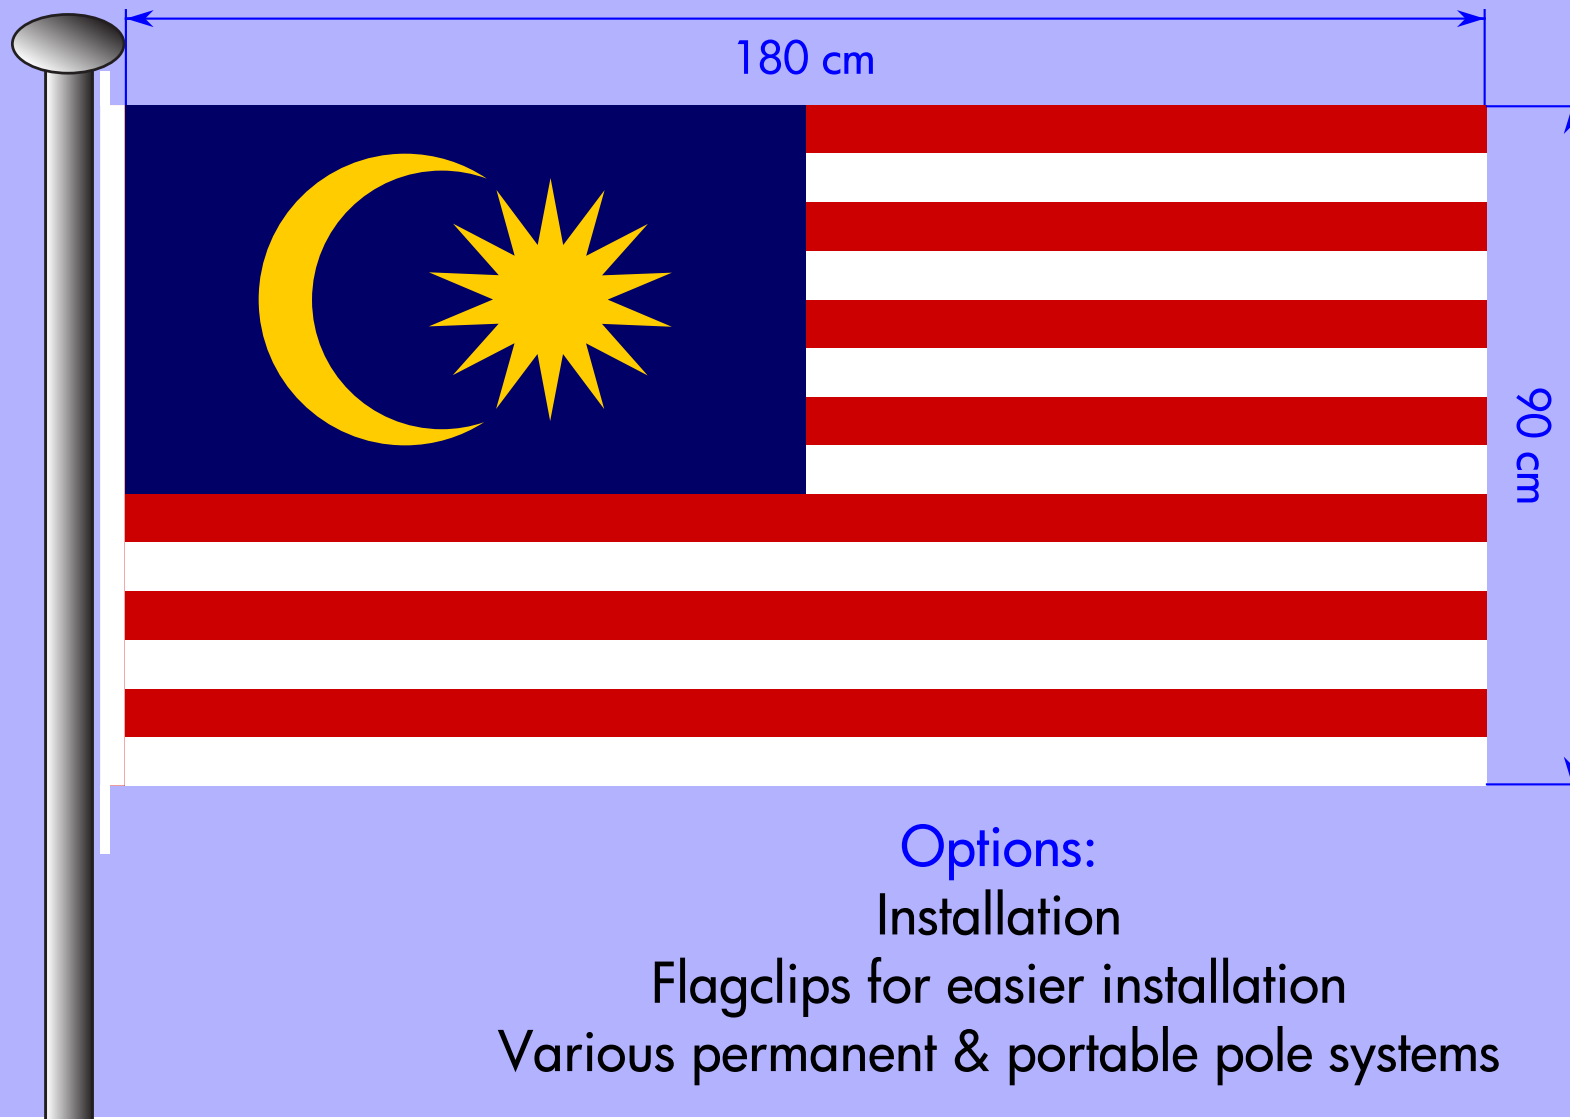 180 cm
90 cm
Options:
Installation
Flagclips for easier installation
Various permanent & portable pole systems